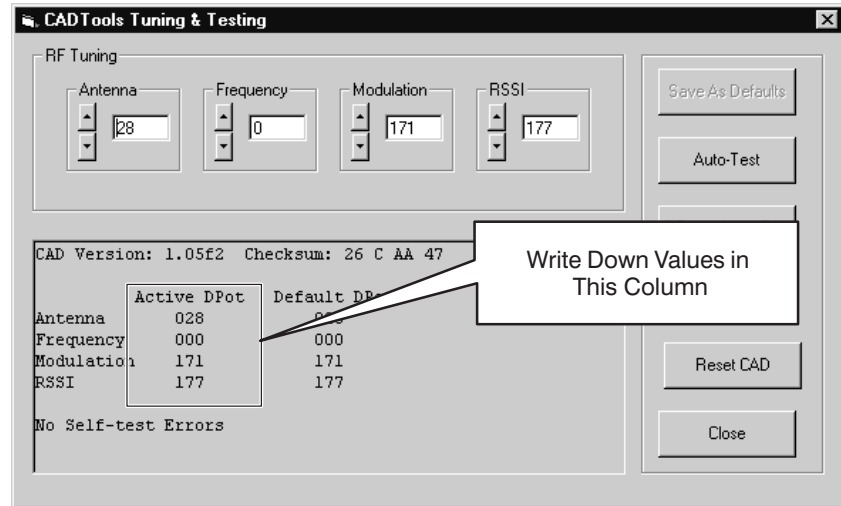 CADTools Tuning & Testing
RF Tuning
Antenna
28
Frequency
0
Modulation
171
RSSI
177
Save As Defaults
Auto-Test
CAD Version: 1.05f2 Checksum: 26 C AA 47
Write Down Values in
This Column
Active DPot Default
Antenna 028
Frequency 000 000
Modulation 171 171
RSSI 177 177
No Self-test Errors
Reset CAD
Close